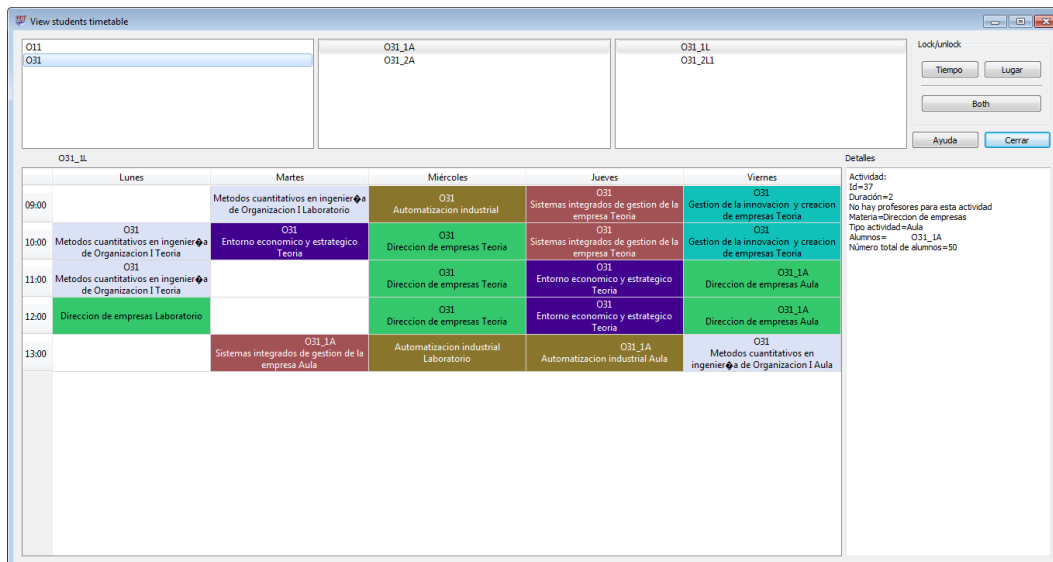 View students timetable
O11
O31
O31_1A
O31_2A
O31_1L
O31_2L1
Lock/unlock
Tiempo Lugar
Both
Ayuda Cerrar
O31_1L
Detalles
Lunes Martes Miércoles Jueves Viernes
09:00
Metodos cuantitativos en ingenier�a
de Organizacion I Laboratorio
O31
Automatizacion industrial
O31
Sistemas integrados de gestion de la
empresa Teoria
O31
Gestion de la innovacion y creacion
de empresas Teoria
10:00
O31
Metodos cuantitativos en ingenier�a
de Organizacion I Teoria
O31
Entorno economico y estrategico
Teoria
O31
Direccion de empresas Teoria
O31
Sistemas integrados de gestion de la
empresa Teoria
O31
Gestion de la innovacion y creacion
de empresas Teoria
11:00
O31
Metodos cuantitativos en ingenier�a
de Organizacion I Teoria
O31
Direccion de empresas Teoria
O31
Entorno economico y estrategico
Teoria
O31_1A
Direccion de empresas Aula
12:00
Direccion de empresas Laboratorio
O31
Direccion de empresas Teoria
O31
Entorno economico y estrategico
Teoria
O31_1A
Direccion de empresas Aula
13:00
O31_1A
Sistemas integrados de gestion de la
empresa Aula
Automatizacion industrial
Laboratorio
O31_1A
Automatizacion industrial Aula
O31
Metodos cuantitativos en
ingenier�a de Organizacion I Aula
Actividad:
Id=37
Duración=2
No hay profesores para esta actividad
Materia=Direccion de empresas
Tipo actividad=Aula
Alumnos= O31_1A
Número total de alumnos=50